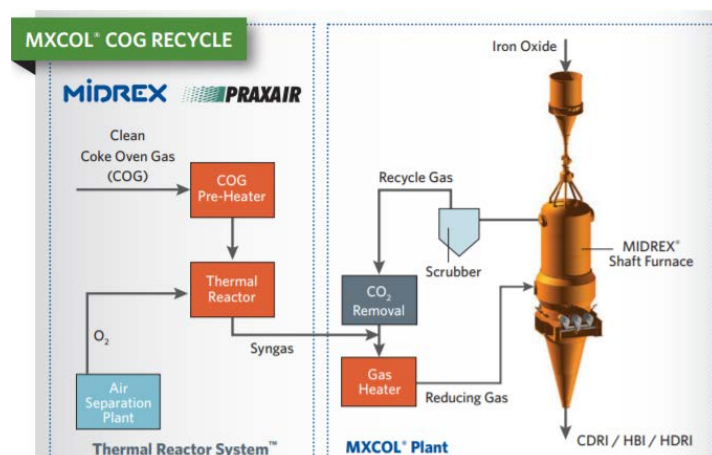 MXCOL® COG RECYCLE
MIDREX PRAXAIR
Clean
Coke Oven Gas
(COG)
COG
Pre-Heater
Thermal
Reactor
O₂
Syngas
Air
Separation
Plant
Thermal Reactor System™
Iron Oxide
Recycle Gas
Scrubber
MIDREX®
Shaft Furnace
CO₂
Removal
Gas
Heater
Reducing Gas
CDRI / HBI / HDRI
MXCOL® Plant